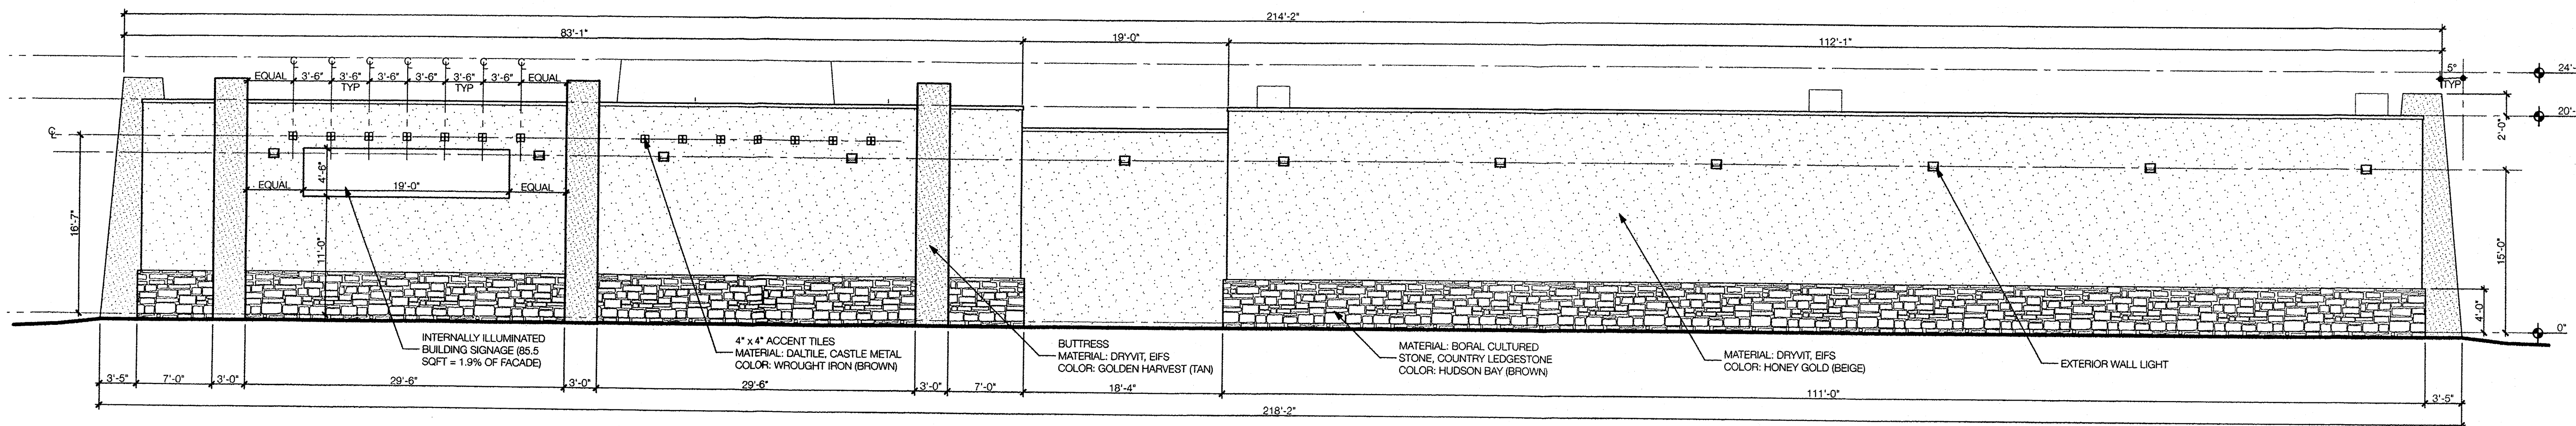 214'-2"
83'-1"
19'-0"
112'-1"
EQUAL
3'-6"
3'-6"
3'-6"
3'-6"
3'-6"
3'-6"
EQUAL
TYP
TYP
5°
TYP
24'-
20'-
2'-0"
℄
℄
℄
℄
℄
℄
℄
℄
EQUAL
19'-0"
EQUAL
4'-6"
16'-7"
11'-0"
15'-0"
4'-0"
0"
INTERNALLY ILLUMINATED
BUILDING SIGNAGE (85.5
SQFT = 1.9% OF FACADE)
4" x 4" ACCENT TILES
MATERIAL: DALTILE, CASTLE METAL
COLOR: WROUGHT IRON (BROWN)
BUTTRESS
MATERIAL: DRYVIT, EIFS
COLOR: GOLDEN HARVEST (TAN)
MATERIAL: BORAL CULTURED
STONE, COUNTRY LEDGESTONE
COLOR: HUDSON BAY (BROWN)
MATERIAL: DRYVIT, EIFS
COLOR: HONEY GOLD (BEIGE)
EXTERIOR WALL LIGHT
3'-5"
7'-0"
3'-0"
29'-6"
3'-0"
29'-6"
3'-0"
7'-0"
18'-4"
111'-0"
3'-5"
218'-2"